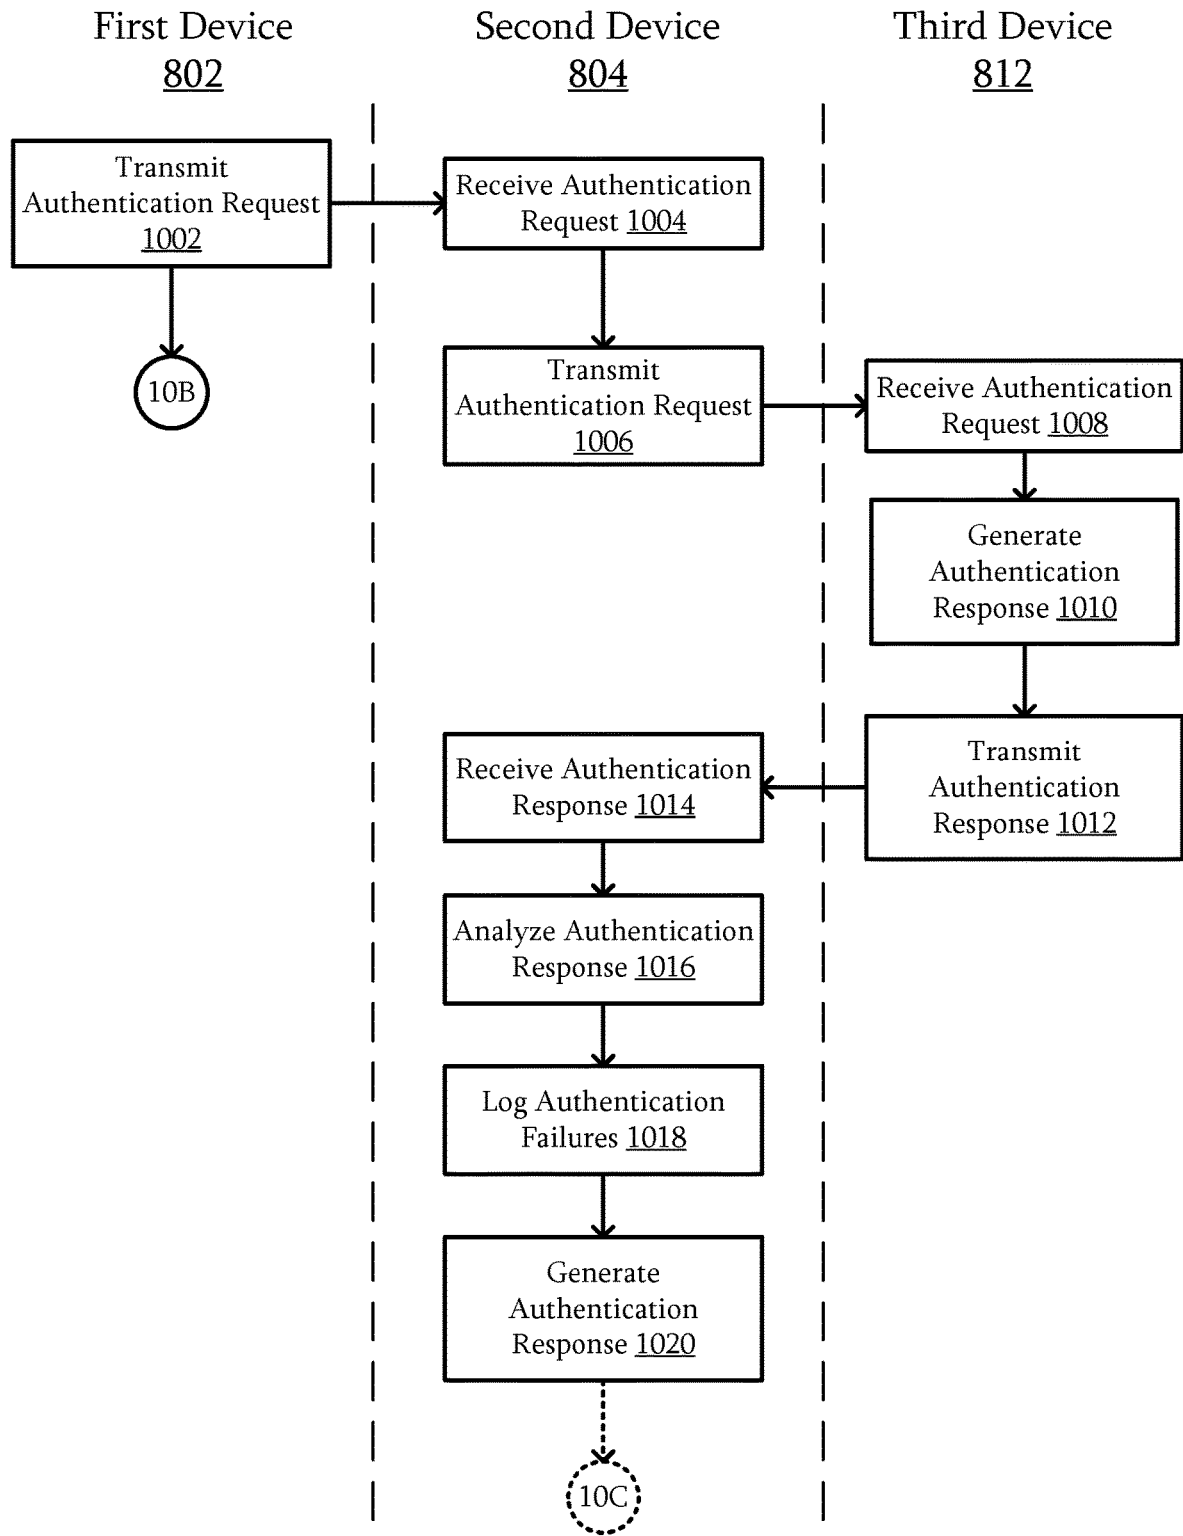 First Device
802
Second Device
804
Third Device
812
Transmit
Authentication Request
1002
Receive Authentication
Request 1004
10B
Transmit
Authentication Request
1006
Receive Authentication
Request 1008
Generate
Authentication
Response 1010
Transmit
Authentication
Response 1012
Receive Authentication
Response 1014
Analyze Authentication
Response 1016
Log Authentication
Failures 1018
Generate
Authentication
Response 1020
10C